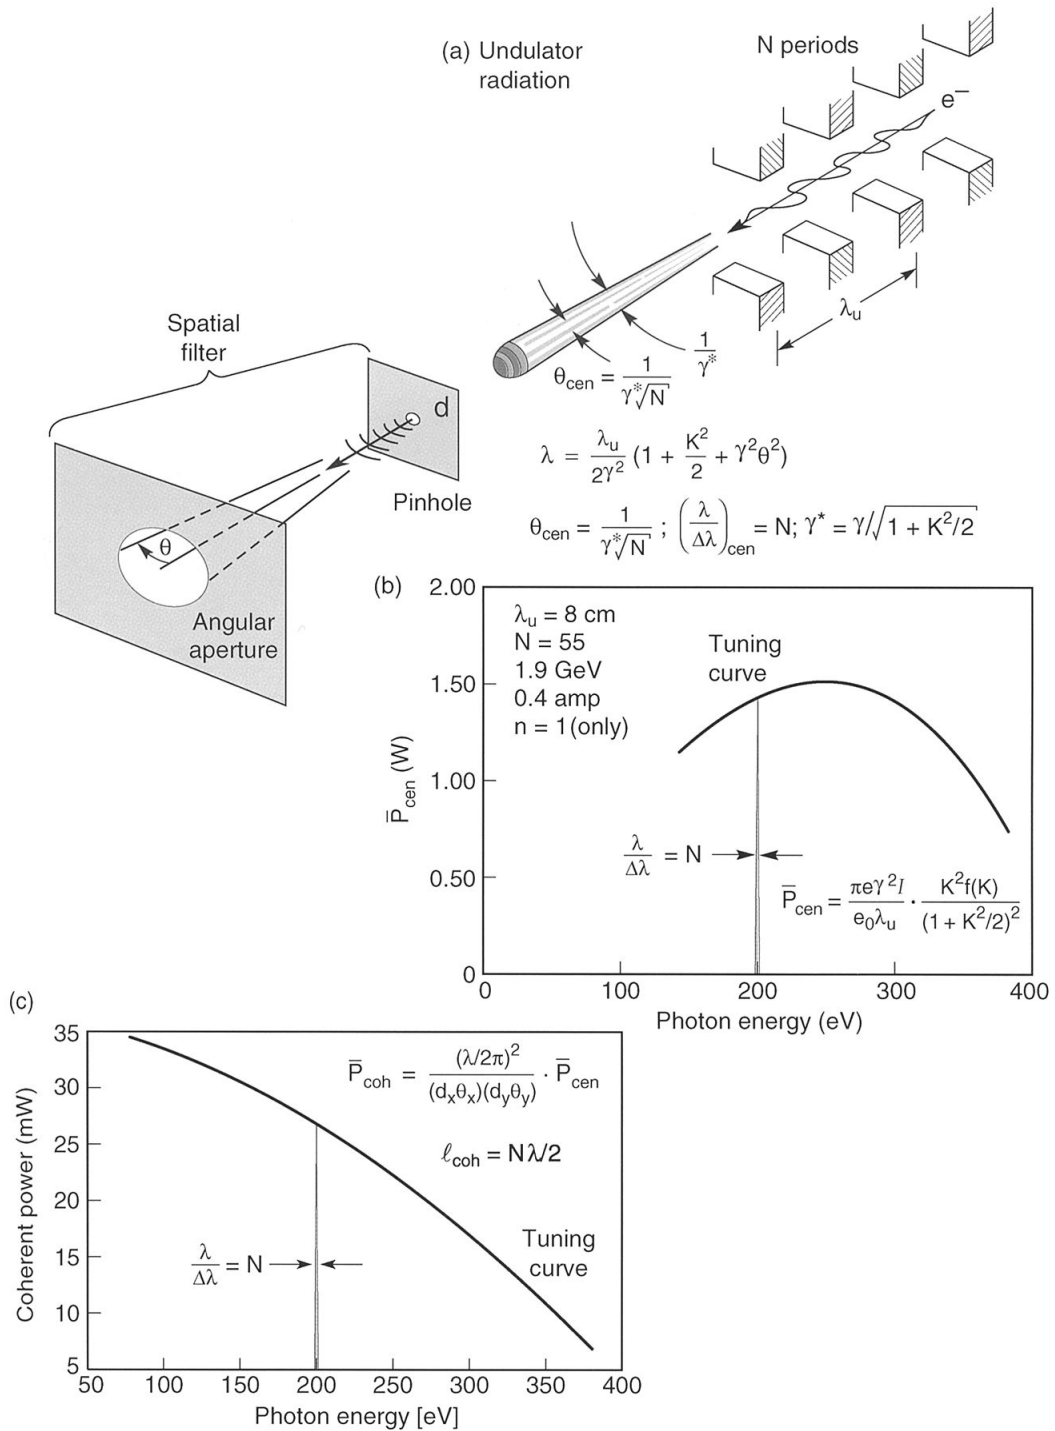 (a) Undulator
radiation
N periods
e⁻
λᵤ
1/γ*
θcen = 1/(γ*√N)
Spatial
filter
d
Pinhole
θ
Angular
aperture
λ = λᵤ/2γ² (1 + K²/2 + γ²θ²)
θcen = 1/(γ*√N) ; (λ/Δλ)cen = N; γ* = γ/√(1 + K²/2)
(b)
λᵤ = 8 cm
N = 55
1.9 GeV
0.4 amp
n = 1 (only)
Tuning
curve
2.00
1.50
1.00
0.50
0
P̅cen (W)
λ/Δλ = N
P̅cen = πeγ²I/e₀λᵤ · K²f(K)/(1 + K²/2)²
0 100 200 300 400
Photon energy (eV)
(c)
35
30
25
20
15
10
5
Coherent power (mW)
P̅coh = (λ/2π)²/(dₓθₓ)(dyθy) · P̅cen
ℓcoh = Nλ/2
Tuning
curve
λ/Δλ = N
50 100 150 200 250 300 350 400
Photon energy [eV]